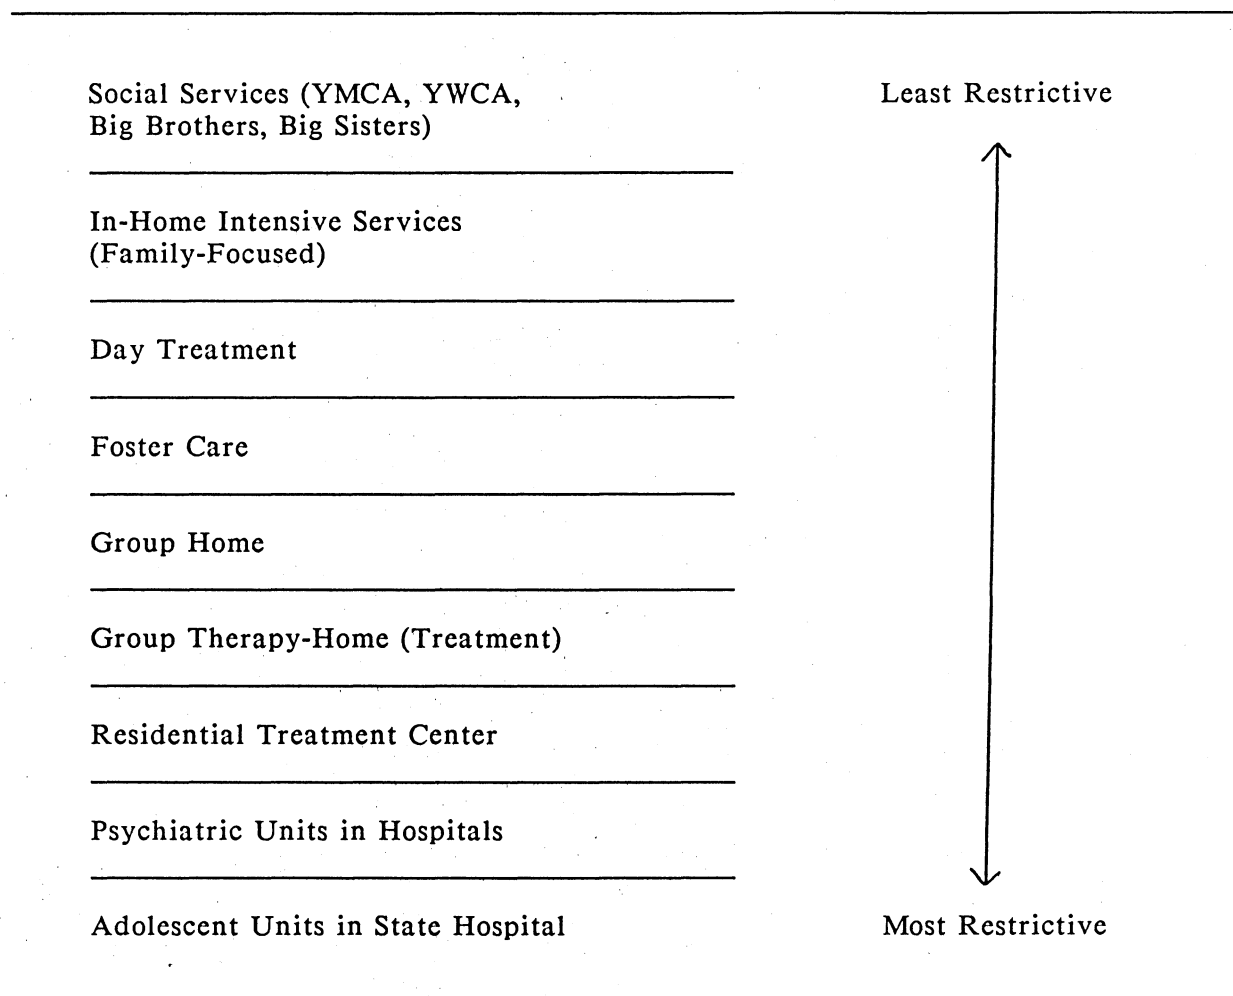 Social Services (YMCA, YWCA,
Big Brothers, Big Sisters)
Least Restrictive
In-Home Intensive Services
(Family-Focused)
Day Treatment
Foster Care
Group Home
Group Therapy-Home (Treatment)
Residential Treatment Center
Psychiatric Units in Hospitals
Adolescent Units in State Hospital
Most Restrictive